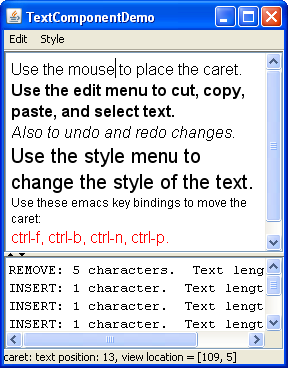 TextComponentDemo
Edit Style
Use the mouse to place the caret.
Use the edit menu to cut, copy,
paste, and select text.
Also to undo and redo changes.
Use the style menu to
change the style of the text.
Use these emacs key bindings to move the
caret:
ctrl-f, ctrl-b, ctrl-n, ctrl-p.
REMOVE: 5 characters. Text lengt
INSERT: 1 character. Text lengt
INSERT: 1 character. Text lengt
INSERT: 1 character. Text lengt
caret: text position: 13, view location = [109, 5]